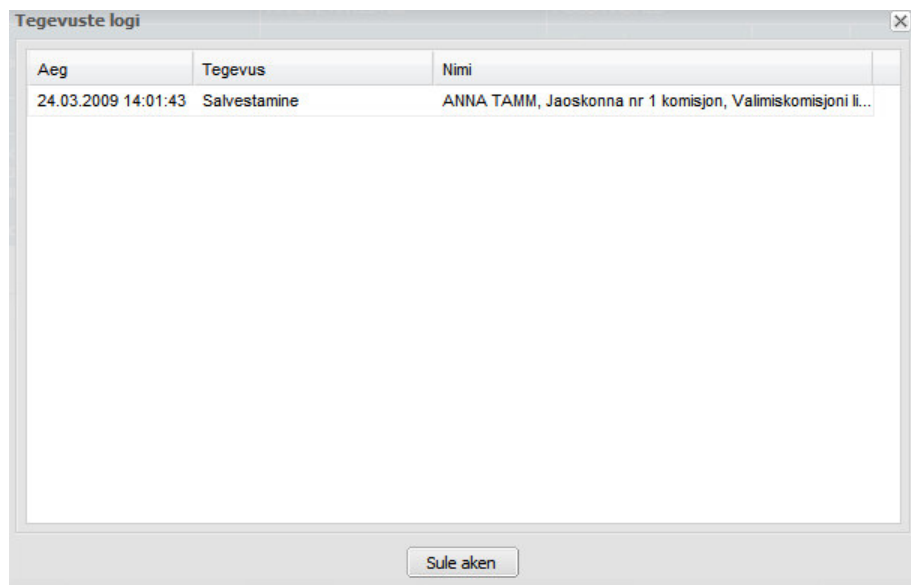 Tegevuste logi
Aeg Tegevus Nimi
24.03.2009 14:01:43 Salvestamine ANNA TAMM, Jaoskonna nr 1 komisjon, Valimiskomisjoni li...
Sule aken